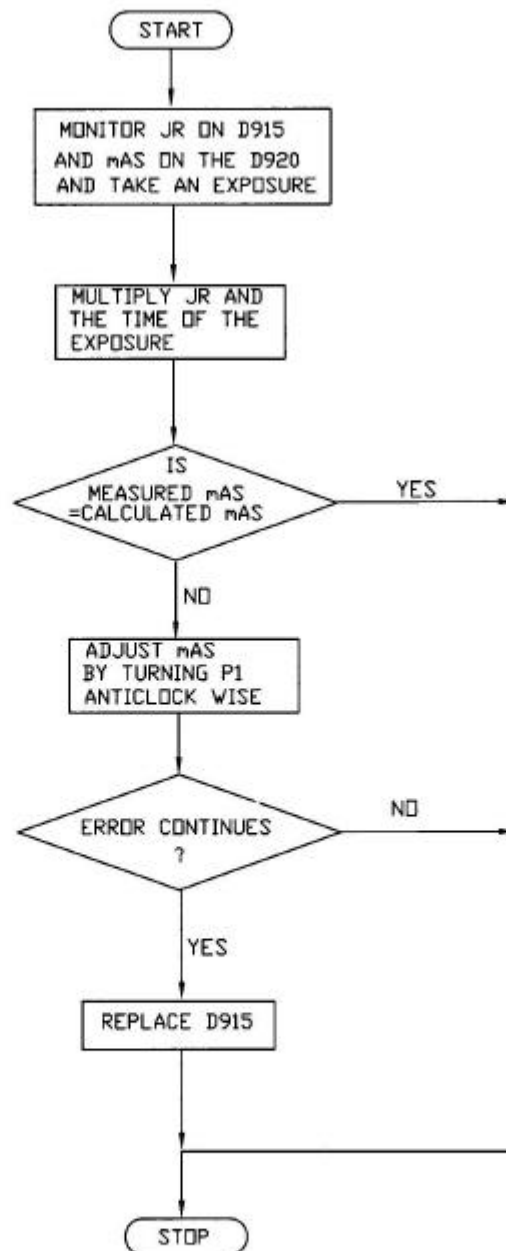 START
MONITOR JR ON D915
AND mAS ON THE D920
AND TAKE AN EXPOSURE
MULTIPLY JR AND
THE TIME OF THE
EXPOSURE
IS
MEASURED mAS
=CALCULATED mAS
YES
NO
ADJUST mAS
BY TURNING P1
ANTICLOCK WISE
ERROR CONTINUES
?
NO
YES
REPLACE D915
STOP